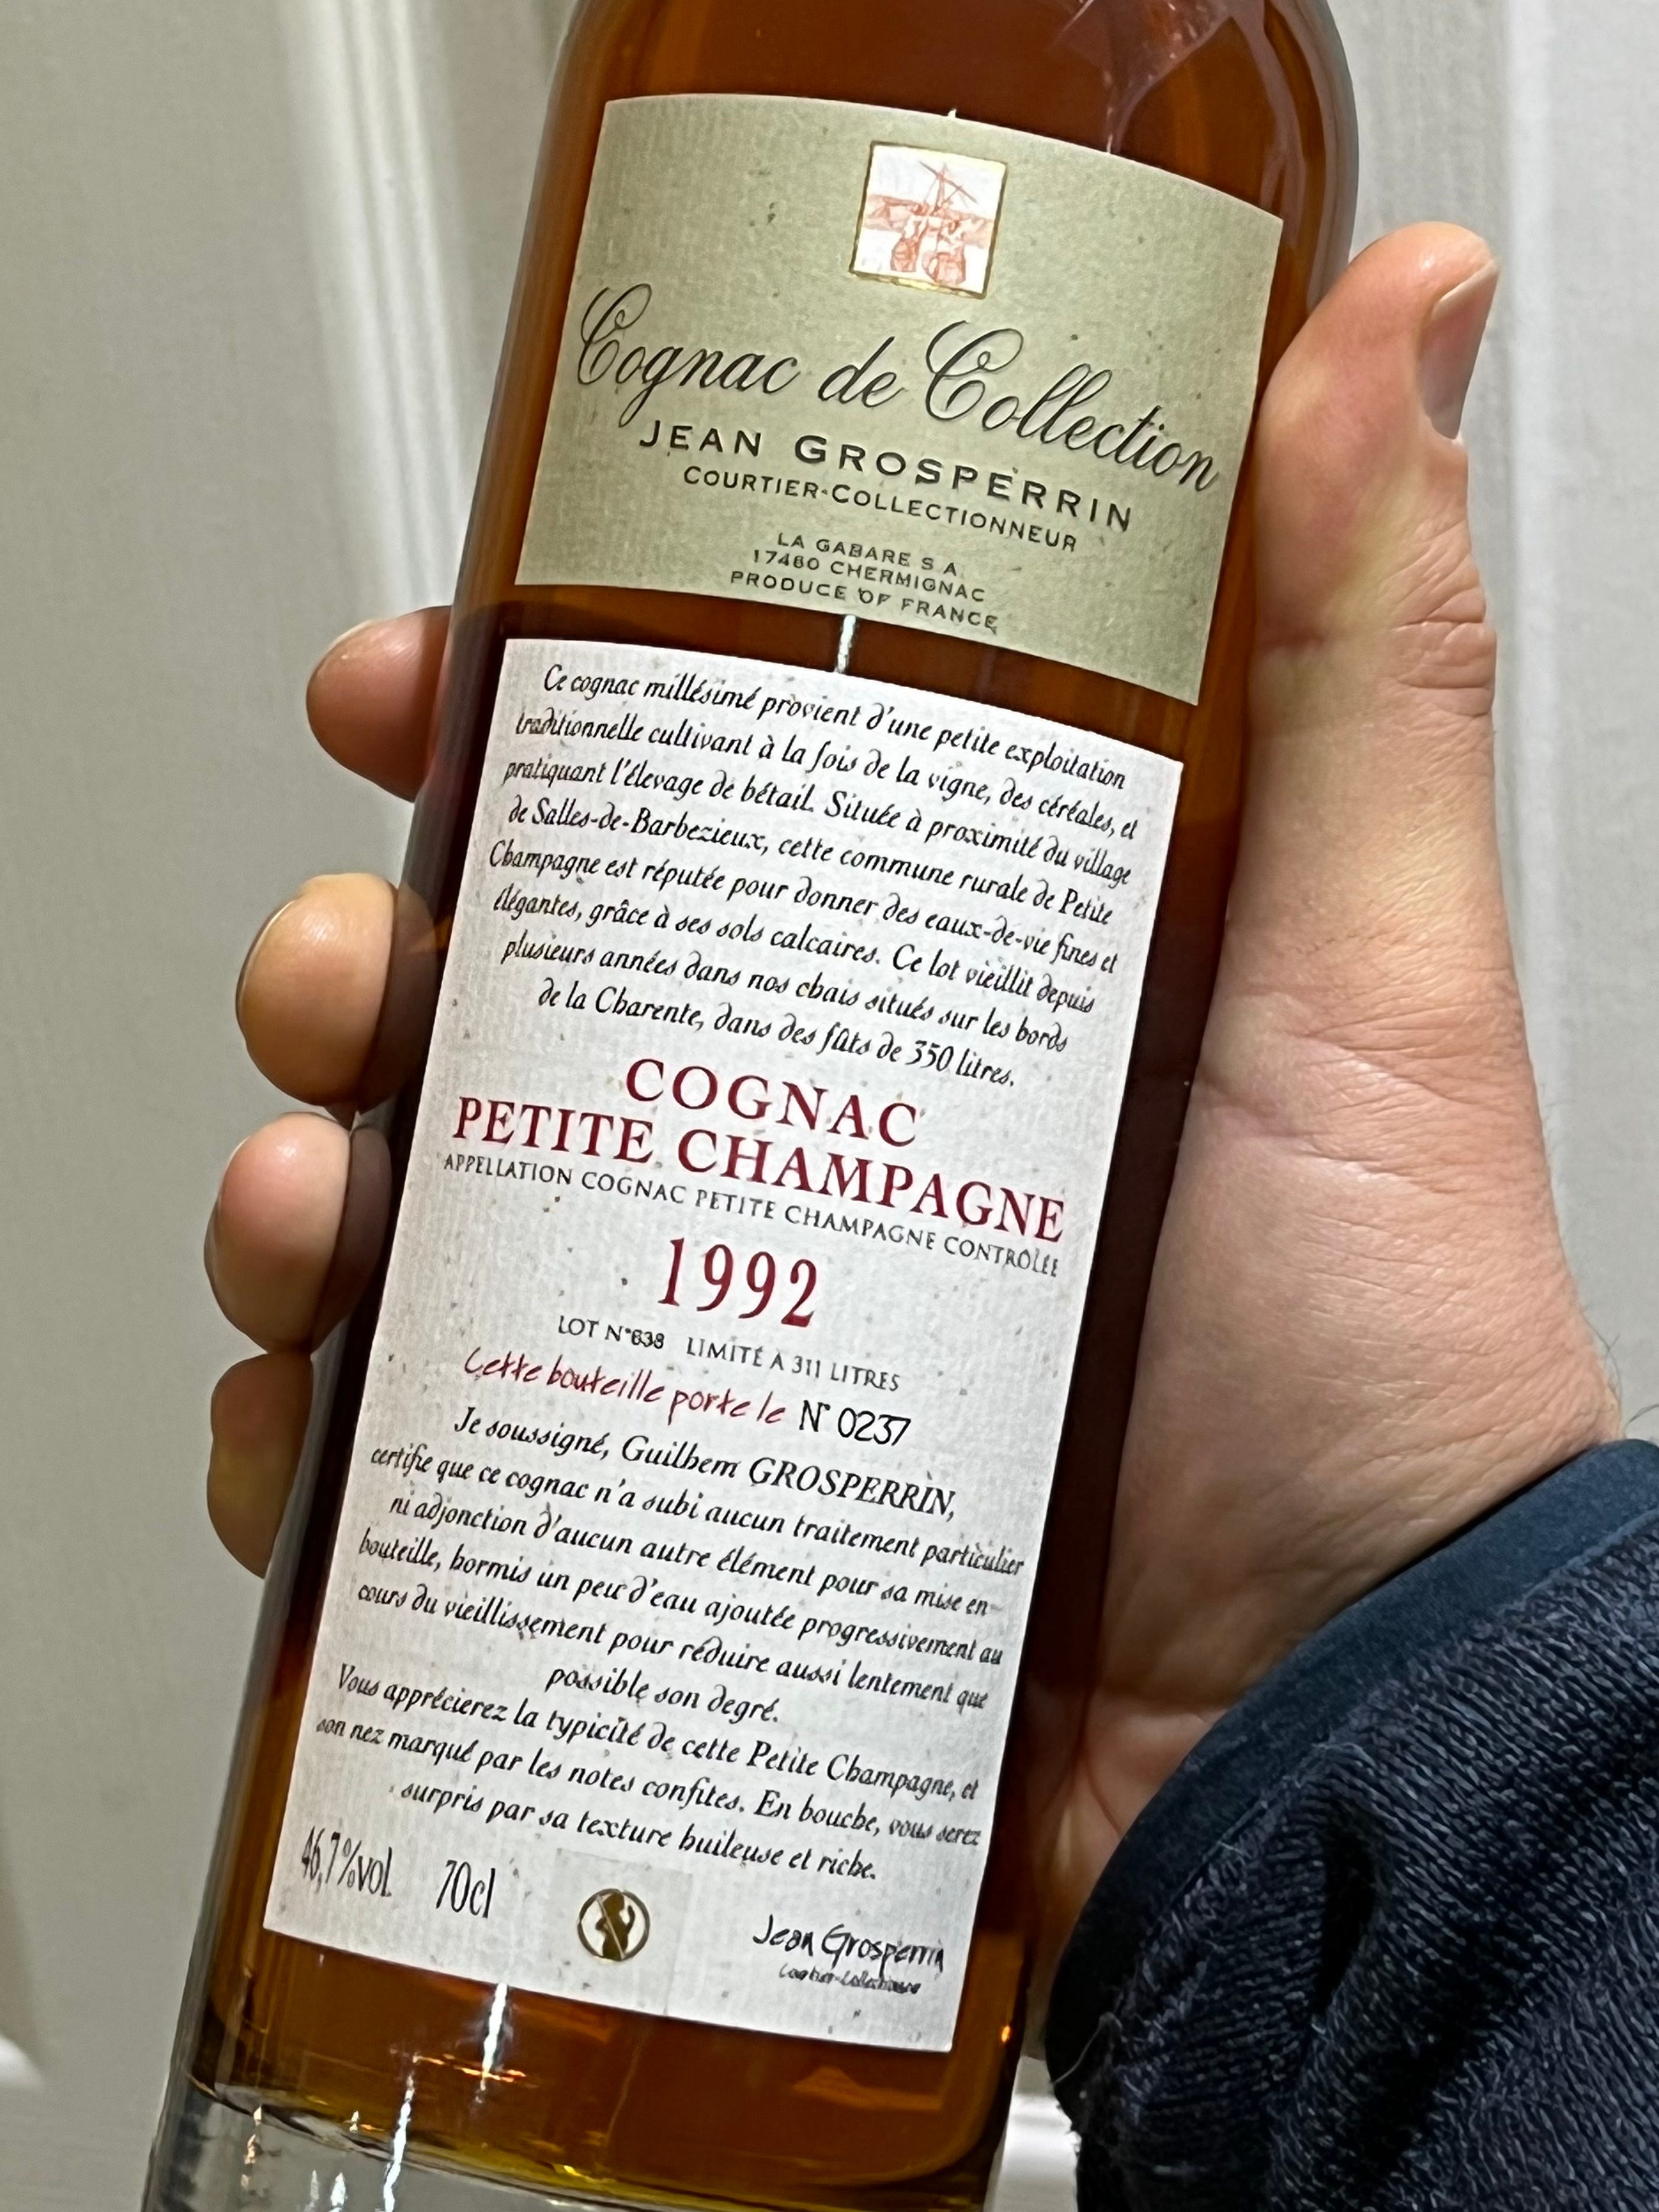 Cognac de Collection
JEAN GROSPERRIN
COURTIER-COLLECTIONNEUR
LA GABARE S A
17460 CHERMIGNAC
PRODUCE OF FRANCE
Ce cognac millésimé provient d'une petite exploitation
traditionnelle cultivant à la fois de la vigne, des céréales, et
pratiquant l'élevage de bétail. Située à proximité du village
de Salles-de-Barbezieux, cette commune rurale de Petite
Champagne est réputée pour donner des eaux-de-vie fines et
élégantes, grâce à ses sols calcaires. Ce lot vieillit depuis
plusieurs années dans nos chais situés sur les bords
de la Charente, dans des fûts de 350 litres.
COGNAC
PETITE CHAMPAGNE
APPELLATION COGNAC PETITE CHAMPAGNE CONTRÔLÉE
1992
LOT N°638 LIMITÉ A 311 LITRES
Cette bouteille porte le N° 0237
Je soussigné, Guilhem GROSPERRIN,
certifie que ce cognac n'a subi aucun traitement particulier
ni adjonction d'aucun autre élément pour sa mise en
bouteille, hormis un peu d'eau ajoutée progressivement au
cours du vieillissement pour réduire aussi lentement que
possible son degré.
Vous apprécierez la typicité de cette Petite Champagne, et
son nez marqué par les notes confites. En bouche, vous serez
surpris par sa texture huileuse et riche.
46,7%vol. 70cl
Jean Grosperrin
Courtier-Collectionneur